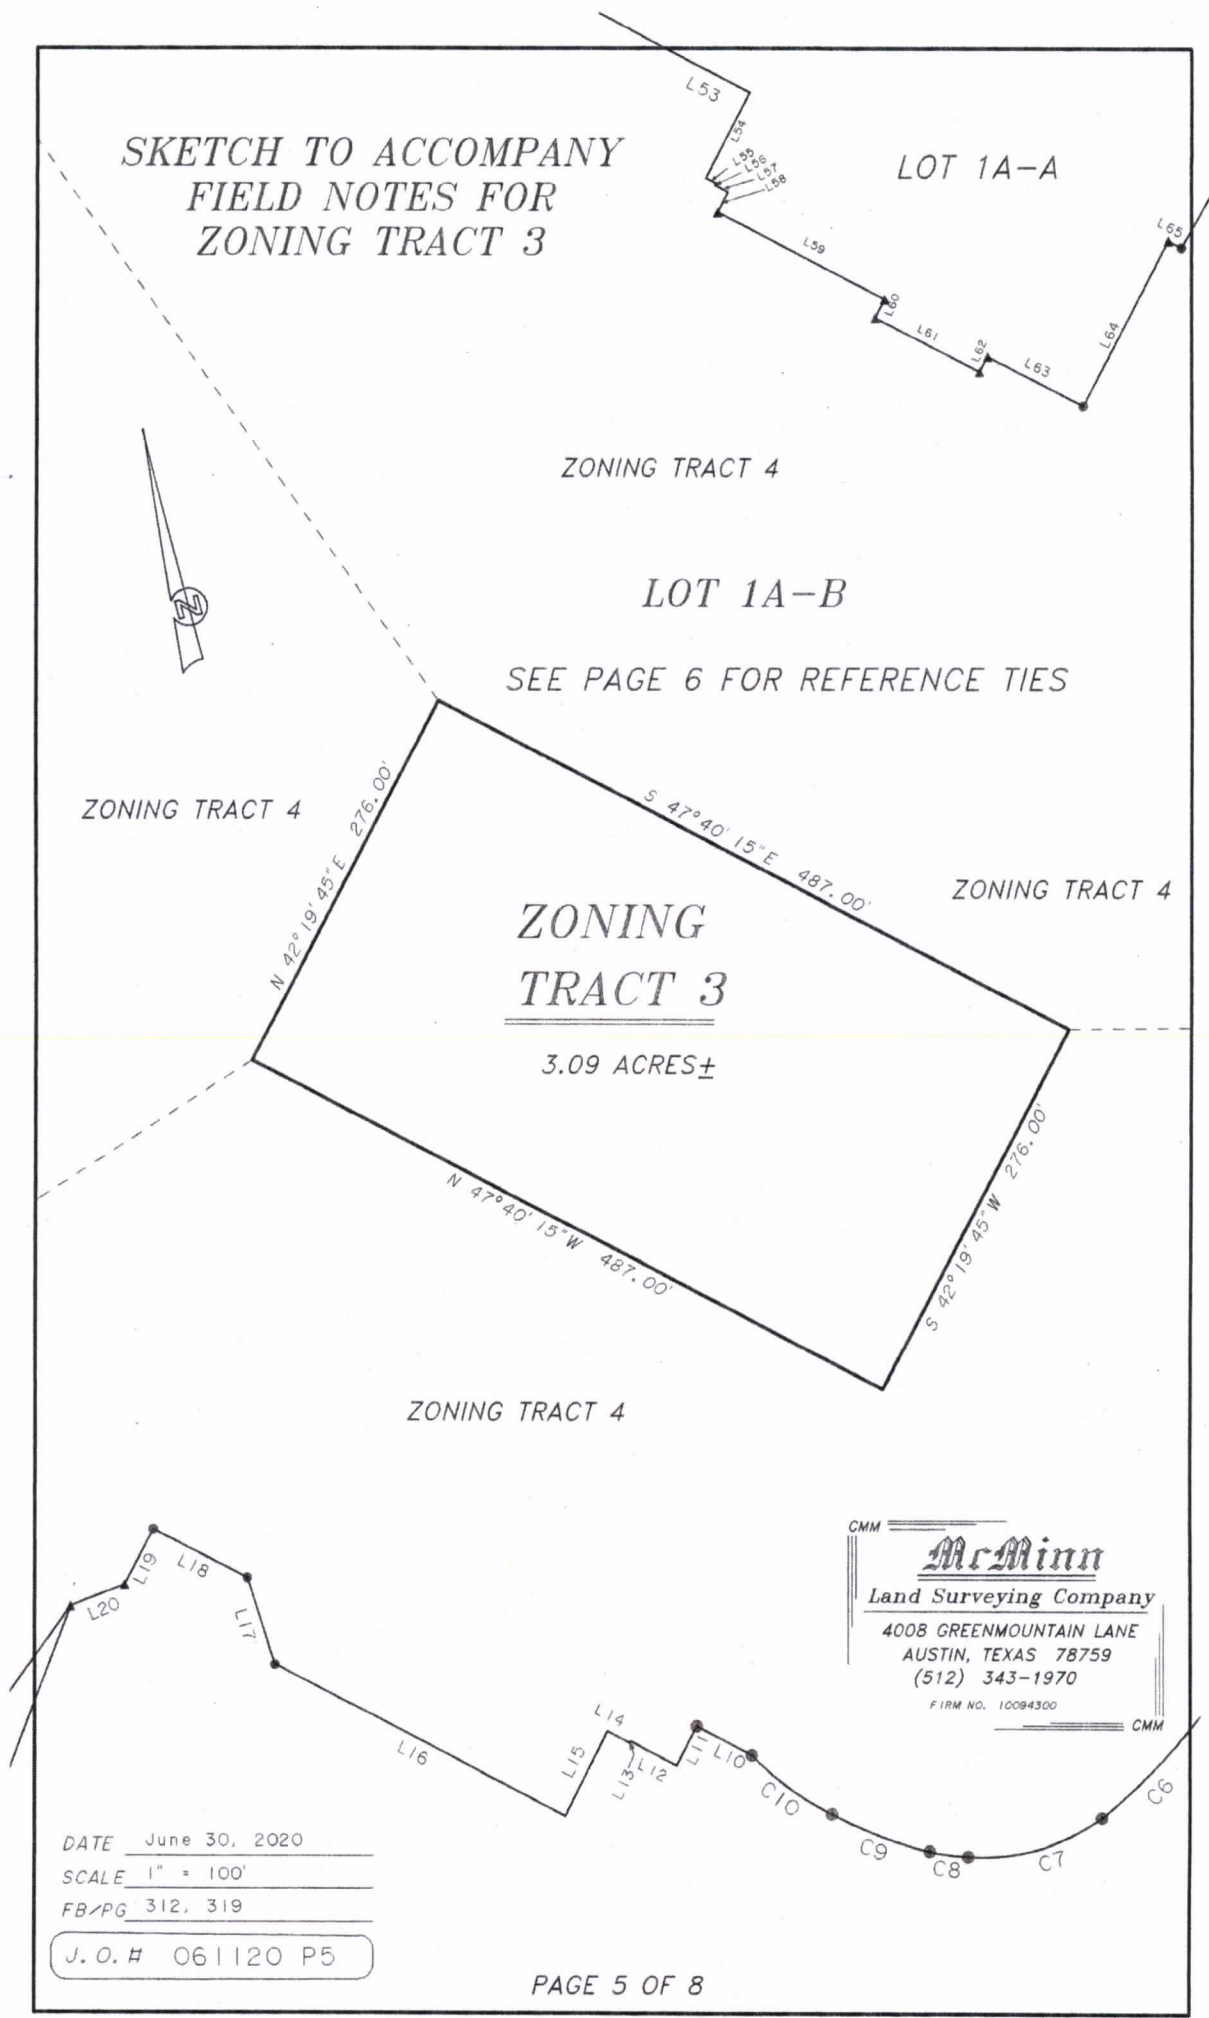 SKETCH TO ACCOMPANY
FIELD NOTES FOR
ZONING TRACT 3
L53
L54
L55
L56
L57
L58
LOT 1A-A
L59
L60
L61
L62
L63
L64
L65
ZONING TRACT 4
N
LOT 1A-B
SEE PAGE 6 FOR REFERENCE TIES
ZONING TRACT 4
N 42° 19' 45" E 276.00'
S 47°40' 15"E 487.00'
ZONING TRACT 4
ZONING
TRACT 3
3.09 ACRES±
N 47°40' 15"W 487.00'
S 42° 19' 45" W 276.00'
ZONING TRACT 4
L20
L19
L18
L17
L16
L15
L14
L13
L12
L11
L10
C10
C9
C8
C7
C6
CMM
McMinn
Land Surveying Company
4008 GREENMOUNTAIN LANE
AUSTIN, TEXAS 78759
(512) 343-1970
FIRM NO. 10094300
CMM
DATE June 30, 2020
SCALE 1" = 100'
FB/PG 312, 319
J.O.# 061120 P5
PAGE 5 OF 8